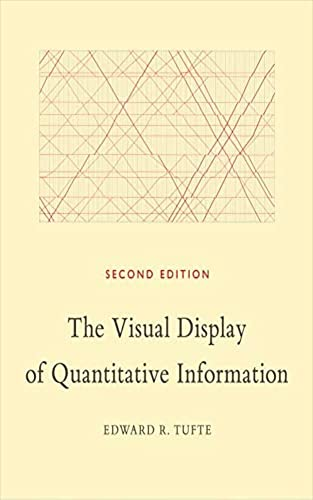 SECOND EDITION
The Visual Display
of Quantitative Information
EDWARD R. TUFTE